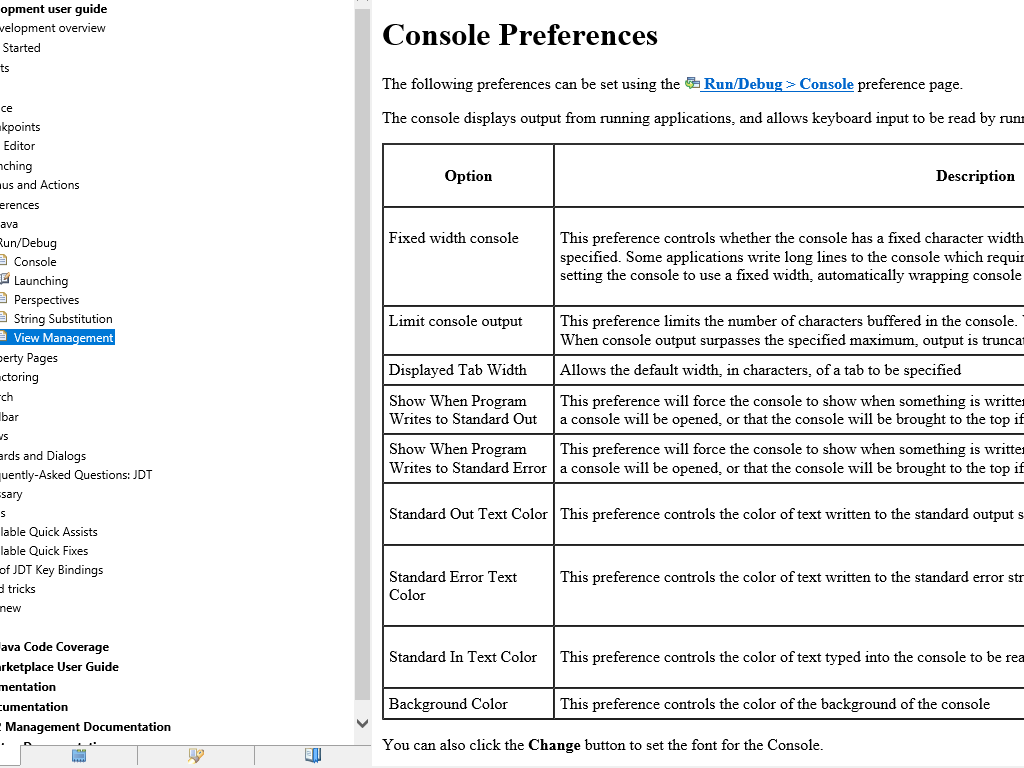 opment user guide
velopment overview
Started
ts
ce
kpoints
Editor
nching
nus and Actions
erences
ava
Run/Debug
Console
Launching
Perspectives
String Substitution
View Management
perty Pages
actoring
rch
lbar
ws
ards and Dialogs
quently-Asked Questions: JDT
ssary
s
lable Quick Assists
lable Quick Fixes
of JDT Key Bindings
d tricks
new
Java Code Coverage
arketplace User Guide
mentation
cumentation
2 Management Documentation
Console Preferences
The following preferences can be set using the Run/Debug > Console preference page.
The console displays output from running applications, and allows keyboard input to be read by runn
Option
Description
Fixed width console
This preference controls whether the console has a fixed character width
specified. Some applications write long lines to the console which requir
setting the console to use a fixed width, automatically wrapping console
Limit console output
This preference limits the number of characters buffered in the console.
When console output surpasses the specified maximum, output is truncat
Displayed Tab Width
Allows the default width, in characters, of a tab to be specified
Show When Program
Writes to Standard Out
This preference will force the console to show when something is written
a console will be opened, or that the console will be brought to the top if
Show When Program
Writes to Standard Error
This preference will force the console to show when something is written
a console will be opened, or that the console will be brought to the top if
Standard Out Text Color
This preference controls the color of text written to the standard output s
Standard Error Text
Color
This preference controls the color of text written to the standard error str
Standard In Text Color
This preference controls the color of text typed into the console to be rea
Background Color
This preference controls the color of the background of the console
You can also click the Change button to set the font for the Console.